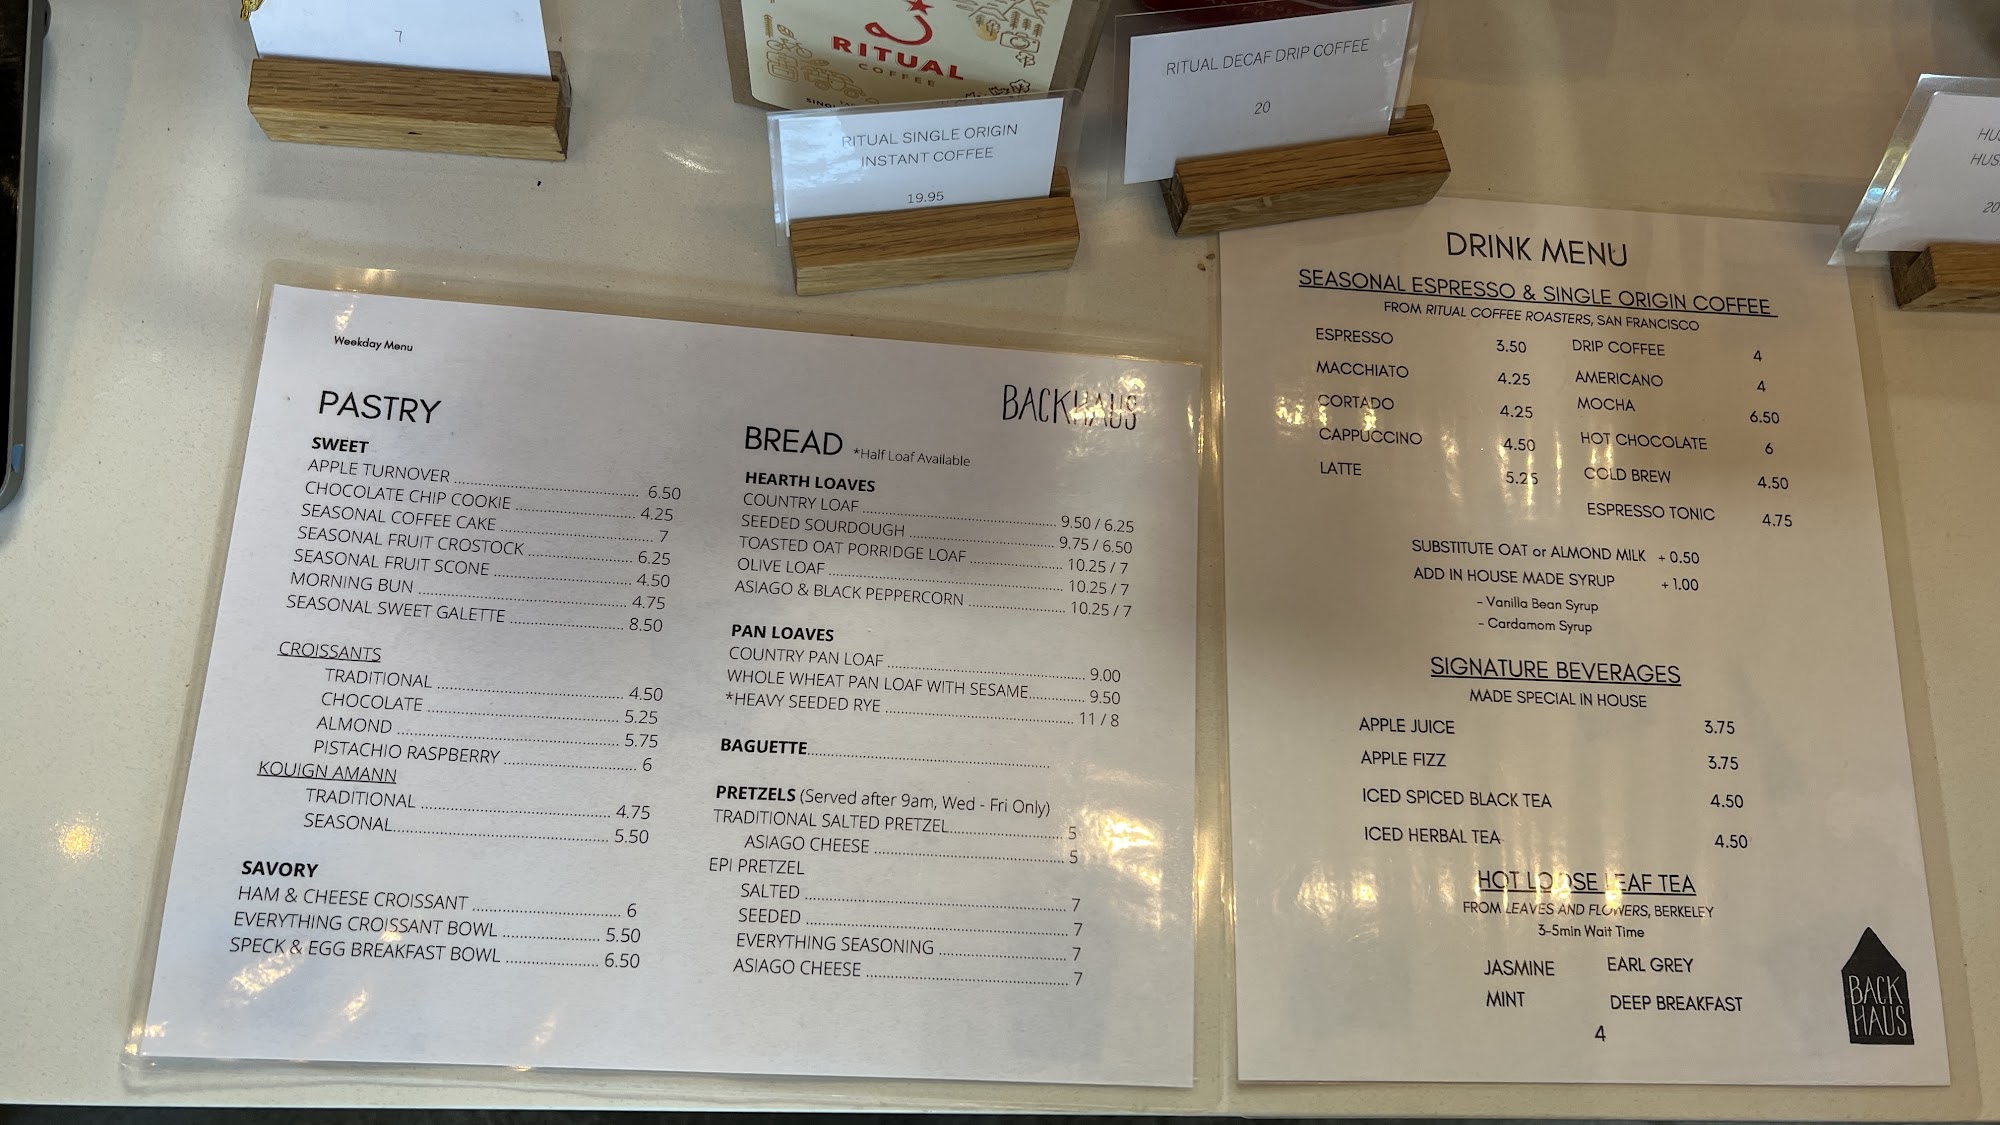 7
RITUAL
COFFEE
RITUAL SINGLE ORIGIN
INSTANT COFFEE
19.95
RITUAL DECAF DRIP COFFEE
20
20
Weekday Menu
BACKHAUS
PASTRY
SWEET
APPLE TURNOVER 6.50
CHOCOLATE CHIP COOKIE 4.25
SEASONAL COFFEE CAKE 7
SEASONAL FRUIT CROSTOCK 6.25
SEASONAL FRUIT SCONE 4.50
MORNING BUN 4.75
SEASONAL SWEET GALETTE 8.50
CROISSANTS
TRADITIONAL 4.50
CHOCOLATE 5.25
ALMOND 5.75
PISTACHIO RASPBERRY 6
KOUIGN AMANN
TRADITIONAL 4.75
SEASONAL 5.50
SAVORY
HAM & CHEESE CROISSANT 6
EVERYTHING CROISSANT BOWL 5.50
SPECK & EGG BREAKFAST BOWL 6.50
BREAD *Half Loaf Available
HEARTH LOAVES
COUNTRY LOAF 9.50 / 6.25
SEEDED SOURDOUGH 9.75 / 6.50
TOASTED OAT PORRIDGE LOAF 10.25 / 7
OLIVE LOAF 10.25 / 7
ASIAGO & BLACK PEPPERCORN 10.25 / 7
PAN LOAVES
COUNTRY PAN LOAF 9.00
WHOLE WHEAT PAN LOAF WITH SESAME 9.50
*HEAVY SEEDED RYE 11 / 8
BAGUETTE
PRETZELS (Served after 9am, Wed - Fri Only)
TRADITIONAL SALTED PRETZEL 5
ASIAGO CHEESE 5
EPI PRETZEL
SALTED 7
SEEDED 7
EVERYTHING SEASONING 7
ASIAGO CHEESE 7
DRINK MENU
SEASONAL ESPRESSO & SINGLE ORIGIN COFFEE
FROM RITUAL COFFEE ROASTERS, SAN FRANCISCO
ESPRESSO 3.50
MACCHIATO 4.25
CORTADO 4.25
CAPPUCCINO 4.50
LATTE 5.25
DRIP COFFEE 4
AMERICANO 4
MOCHA 6.50
HOT CHOCOLATE 6
COLD BREW 4.50
ESPRESSO TONIC 4.75
SUBSTITUTE OAT or ALMOND MILK + 0.50
ADD IN HOUSE MADE SYRUP + 1.00
- Vanilla Bean Syrup
- Cardamom Syrup
SIGNATURE BEVERAGES
MADE SPECIAL IN HOUSE
APPLE JUICE 3.75
APPLE FIZZ 3.75
ICED SPICED BLACK TEA 4.50
ICED HERBAL TEA 4.50
HOT LOOSE LEAF TEA
FROM LEAVES AND FLOWERS, BERKELEY
3-5min Wait Time
JASMINE EARL GREY
MINT DEEP BREAKFAST
4
BACK
HAUS